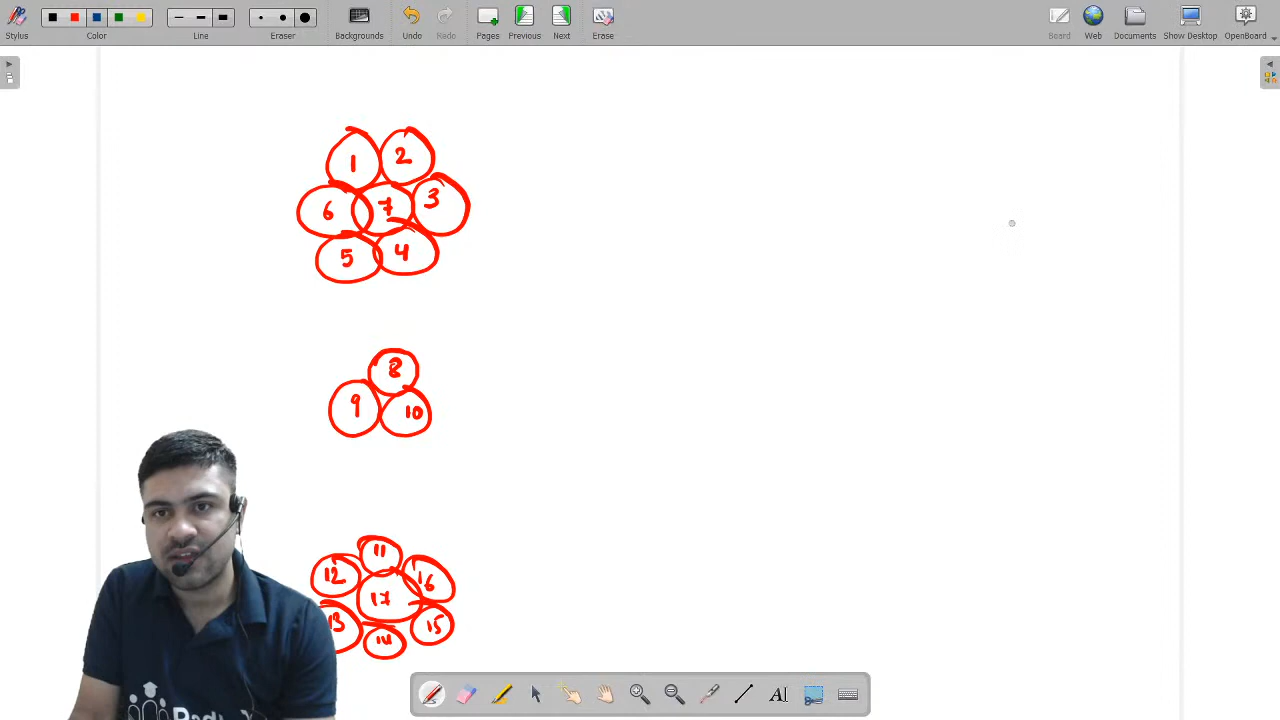 Stylus
Color
Line
Eraser
Backgrounds
Undo
Redo
Pages
Previous
Next
Erase
Board
Web
Documents
Show Desktop
OpenBoard
1 2
6 7 3
5 4
8
9 10
11
12 16
17
13 15
14
AI